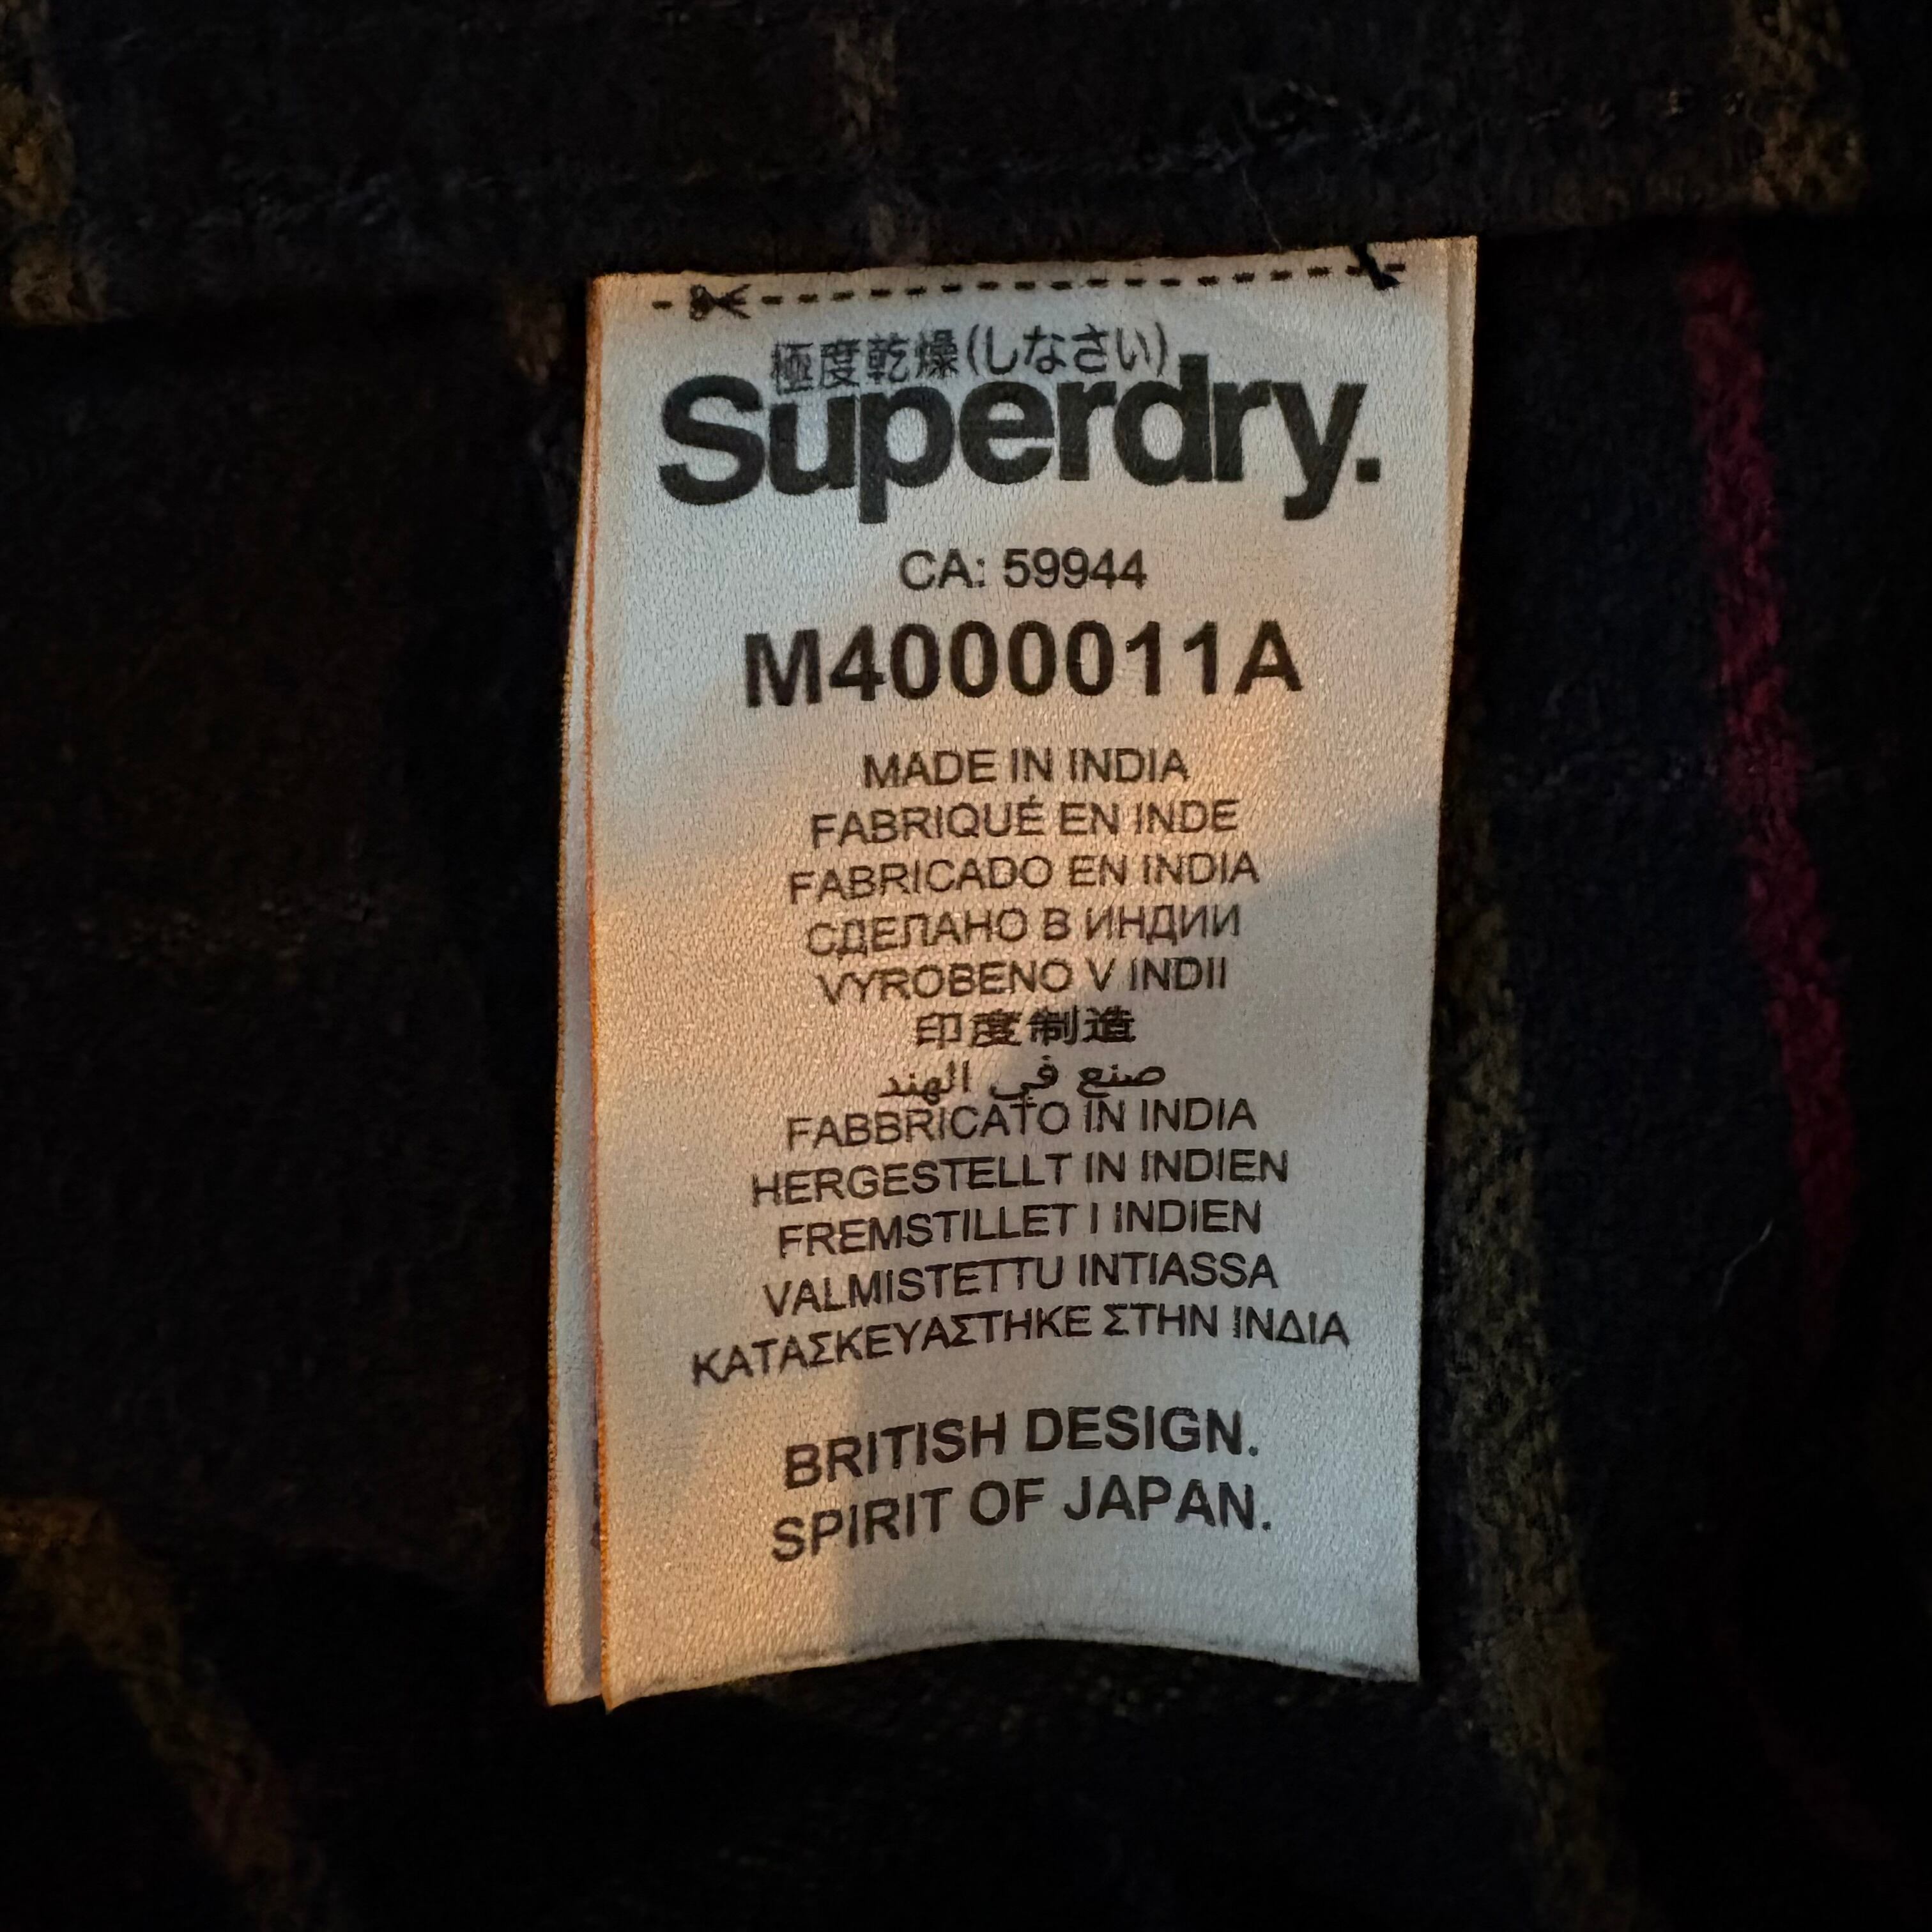 極度乾燥(しなさい)
Superdry.
CA: 59944
M4000011A
MADE IN INDIA
FABRIQUÉ EN INDE
FABRICADO EN INDIA
СДЕЛАНО В ИНДИИ
VYROBENO V INDII
印度制造
صنع في الهند
FABBRICATO IN INDIA
HERGESTELLT IN INDIEN
FREMSTILLET I INDIEN
VALMISTETTU INTIASSA
ΚΑΤΑΣΚΕΥΑΣΤΗΚΕ ΣΤΗΝ ΙΝΔΙΑ
BRITISH DESIGN.
SPIRIT OF JAPAN.